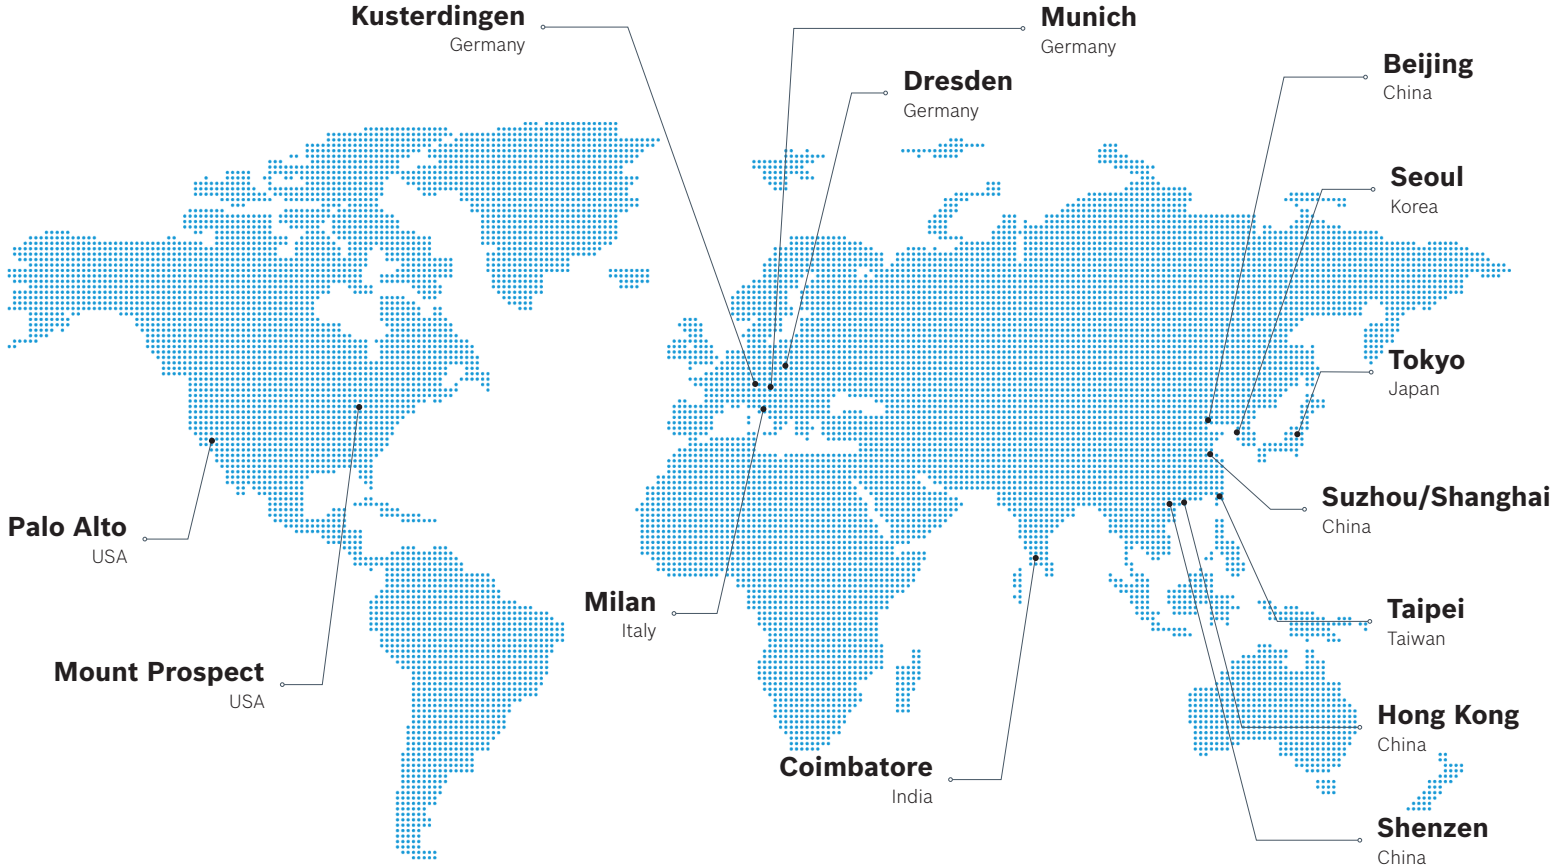 Kusterdingen
Germany
Munich
Germany
Dresden
Germany
Beijing
China
Seoul
Korea
Tokyo
Japan
Suzhou/Shanghai
China
Palo Alto
USA
Milan
Italy
Taipei
Taiwan
Mount Prospect
USA
Hong Kong
China
Coimbatore
India
Shenzen
China